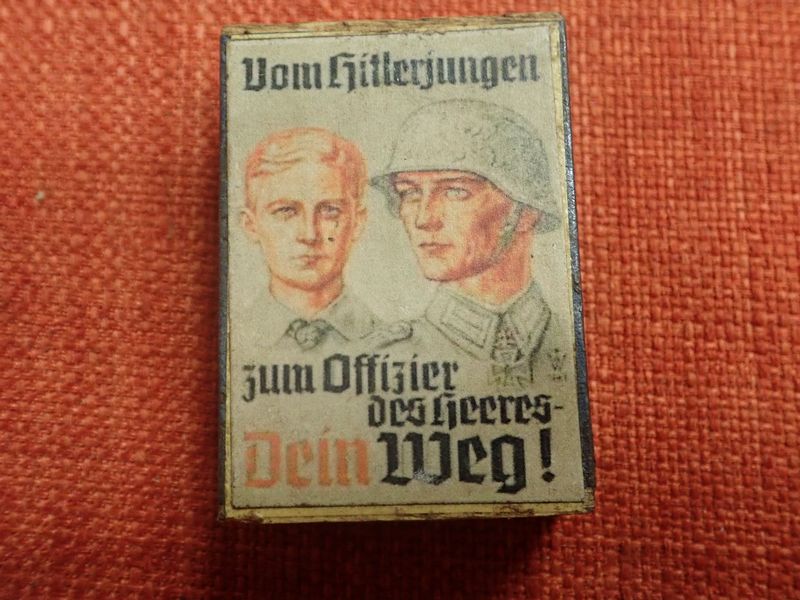 Vom Hitlerjungen
zum Offizier
des Heeres-
Dein Weg!